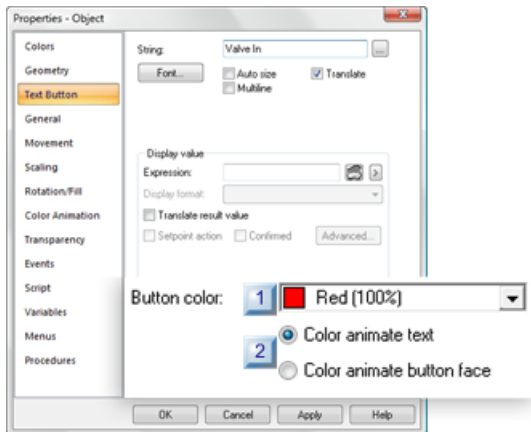 Properties - Object
Colors
Geometry
Text Button
General
Movement
Scaling
Rotation/Fill
Color Animation
Transparency
Events
Script
Variables
Menus
Procedures
String: Valve In ...
Font... Auto size Translate
Multiline
Display value
Expression: >
Display format:
Translate result value
Setpoint action Confirmed Advanced...
Button color: 1 Red (100%)
2 Color animate text
Color animate button face
OK Cancel Apply Help